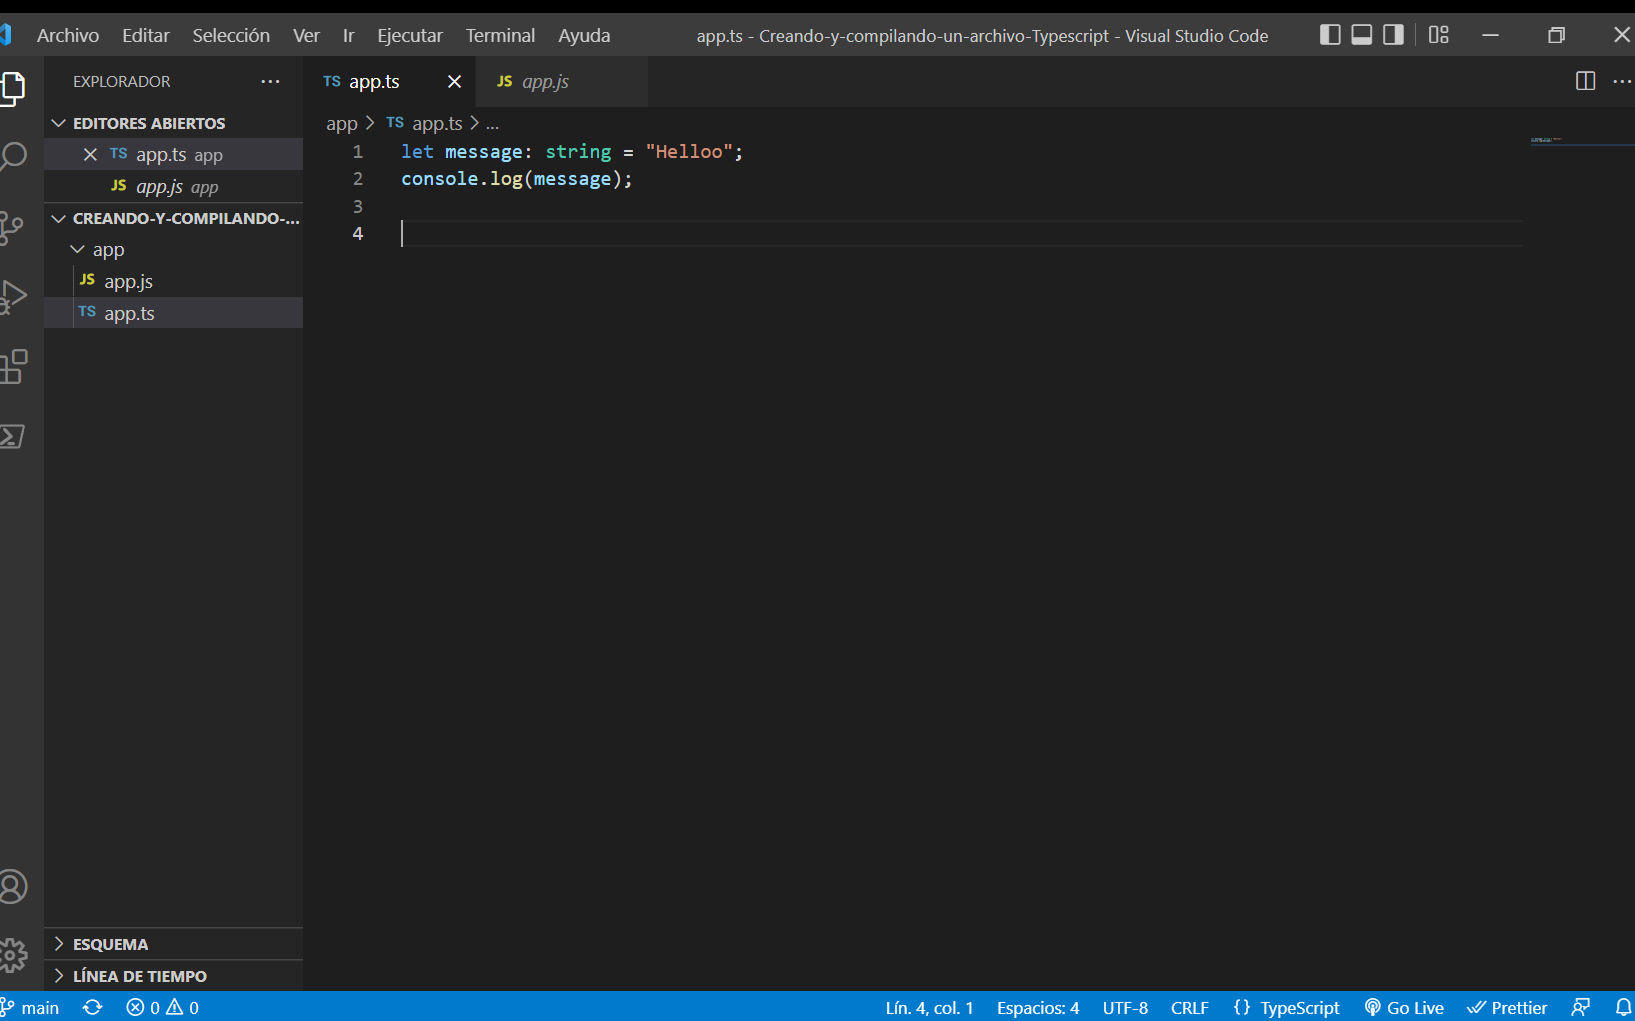 Archivo Editar Selección Ver Ir Ejecutar Terminal Ayuda app.ts - Creando-y-compilando-un-archivo-Typescript - Visual Studio Code
EXPLORADOR ...
TS app.ts JS app.js
EDITORES ABIERTOS
TS app.ts app
JS app.js app
CREANDO-Y-COMPILANDO-...
app
JS app.js
TS app.ts
ESQUEMA
LÍNEA DE TIEMPO
app > TS app.ts > ...
1 let message: string = "Helloo";
2 console.log(message);
3
4
main 0 0 Lín. 4, col. 1 Espacios: 4 UTF-8 CRLF {} TypeScript Go Live Prettier